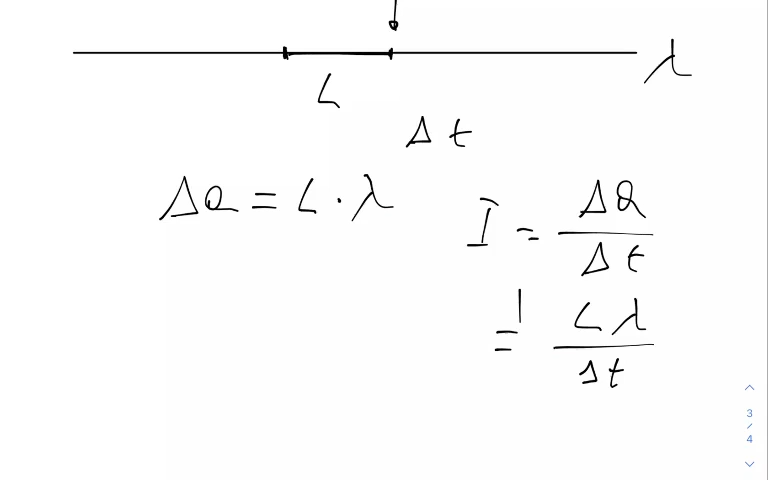 λ
L
Δt
ΔQ = L · λ
I = ΔQ / Δt
= Lλ / Δt
3
/
4